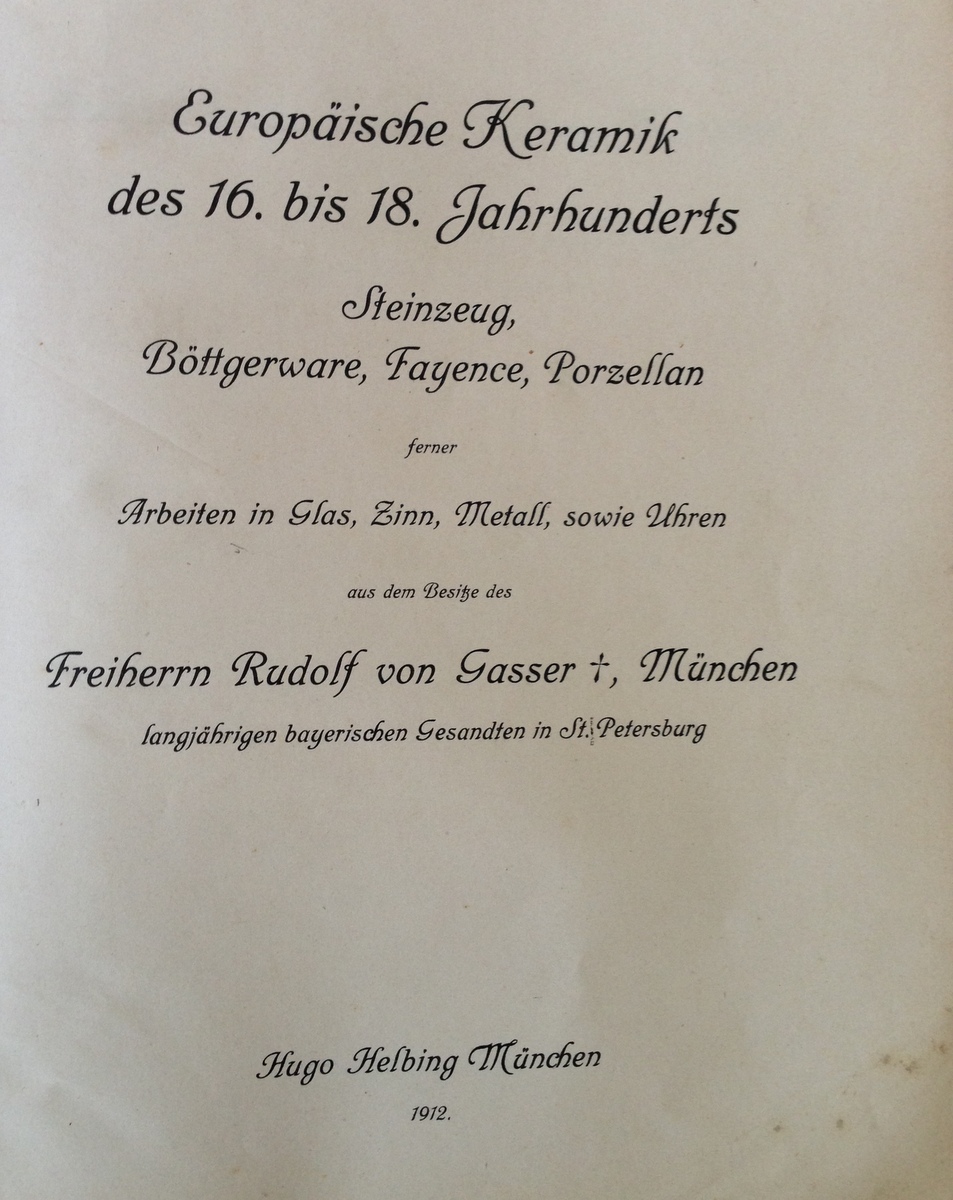 Europäische Keramik
des 16. bis 18. Jahrhunderts
Steinzeug,
Böttgerware, Fayence, Porzellan
ferner
Arbeiten in Glas, Zinn, Metall, sowie Uhren
aus dem Besitze des
Freiherrn Rudolf von Gasser †, München
langjährigen bayerischen Gesandten in St. Petersburg
Hugo Helbing München
1912.